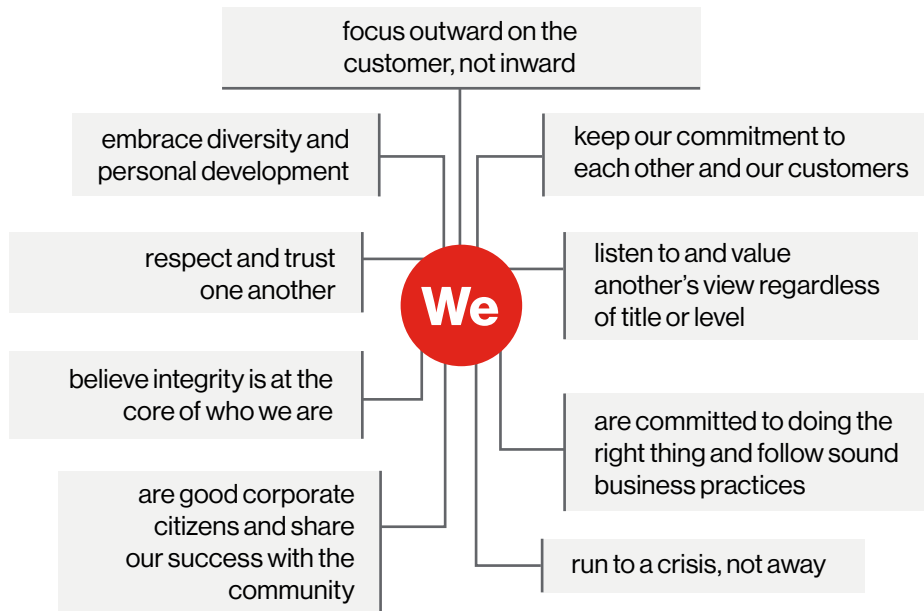 focus outward on the
customer, not inward
embrace diversity and
personal development
keep our commitment to
each other and our customers
respect and trust
one another
listen to and value
another’s view regardless
of title or level
We
believe integrity is at the
core of who we are
are committed to doing the
right thing and follow sound
business practices
are good corporate
citizens and share
our success with the
community
run to a crisis, not away